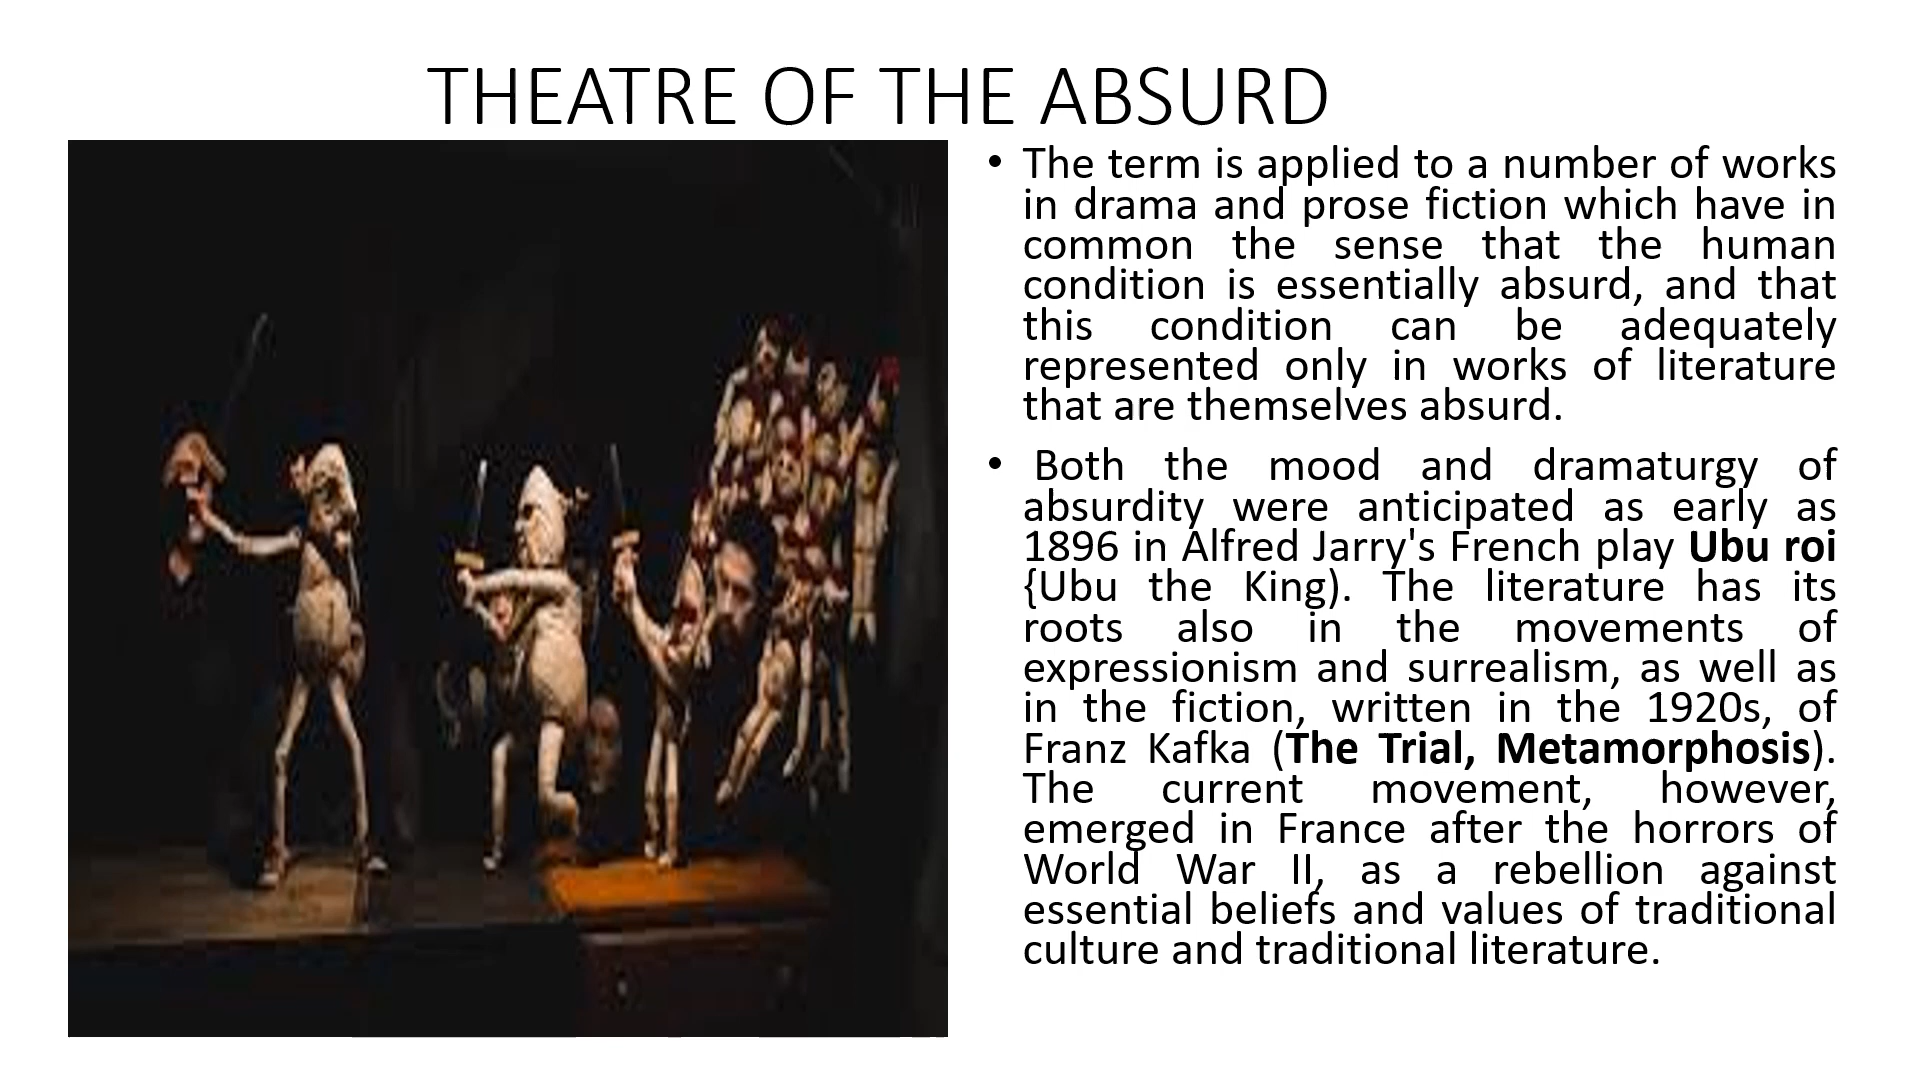 THEATRE OF THE ABSURD
• The term is applied to a number of works
in drama and prose fiction which have in
common the sense that the human
condition is essentially absurd, and that
this condition can be adequately
represented only in works of literature
that are themselves absurd.
• Both the mood and dramaturgy of
absurdity were anticipated as early as
1896 in Alfred Jarry's French play Ubu roi
{Ubu the King). The literature has its
roots also in the movements of
expressionism and surrealism, as well as
in the fiction, written in the 1920s, of
Franz Kafka (The Trial, Metamorphosis).
The current movement, however,
emerged in France after the horrors of
World War II, as a rebellion against
essential beliefs and values of traditional
culture and traditional literature.